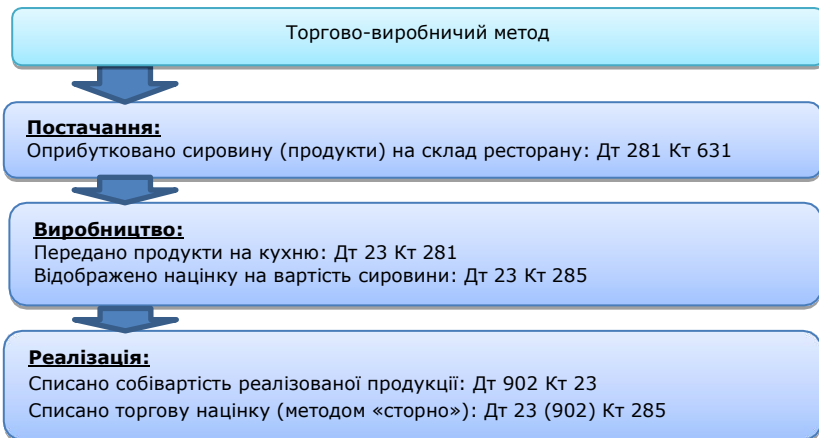 Торгово-виробничий метод
Постачання:
Оприбутковано сировину (продукти) на склад ресторану: Дт 281 Кт 631
Виробництво:
Передано продукти на кухню: Дт 23 Кт 281
Відображено націнку на вартість сировини: Дт 23 Кт 285
Реалізація:
Списано собівартість реалізованої продукції: Дт 902 Кт 23
Списано торгову націнку (методом «сторно»): Дт 23 (902) Кт 285